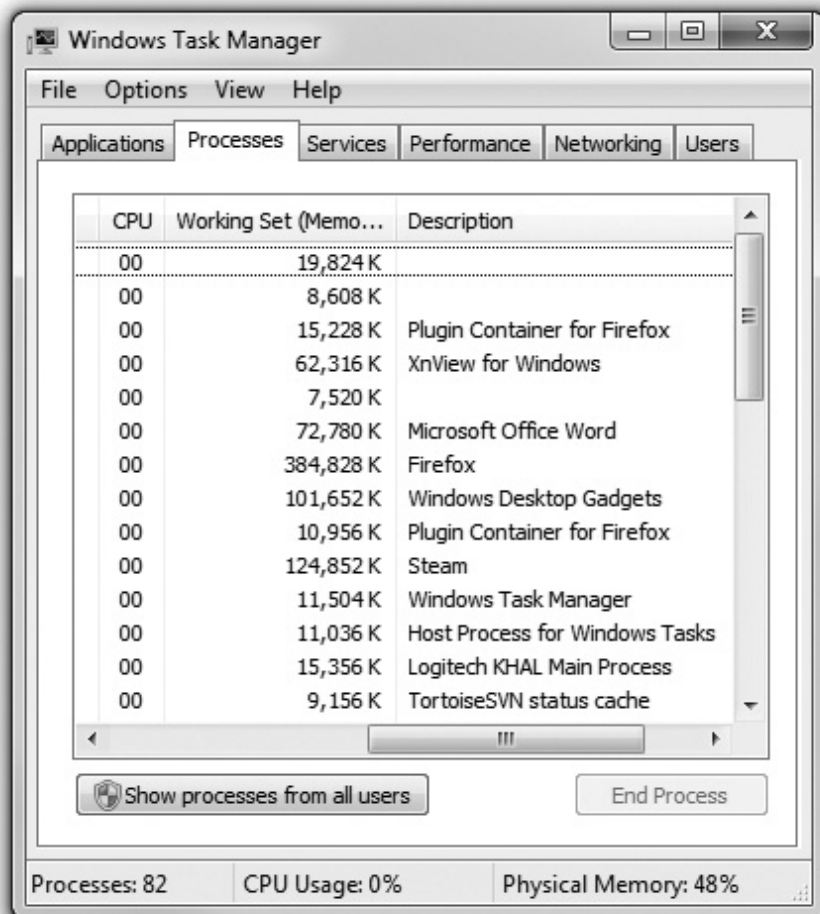 Windows Task Manager
File Options View Help
Applications Processes Services Performance Networking Users
CPU Working Set (Memo... Description
00 19,824 K
00 8,608 K
00 15,228 K Plugin Container for Firefox
00 62,316 K XnView for Windows
00 7,520 K
00 72,780 K Microsoft Office Word
00 384,828 K Firefox
00 101,652 K Windows Desktop Gadgets
00 10,956 K Plugin Container for Firefox
00 124,852 K Steam
00 11,504 K Windows Task Manager
00 11,036 K Host Process for Windows Tasks
00 15,356 K Logitech KHAL Main Process
00 9,156 K TortoiseSVN status cache
Show processes from all users End Process
Processes: 82 CPU Usage: 0% Physical Memory: 48%